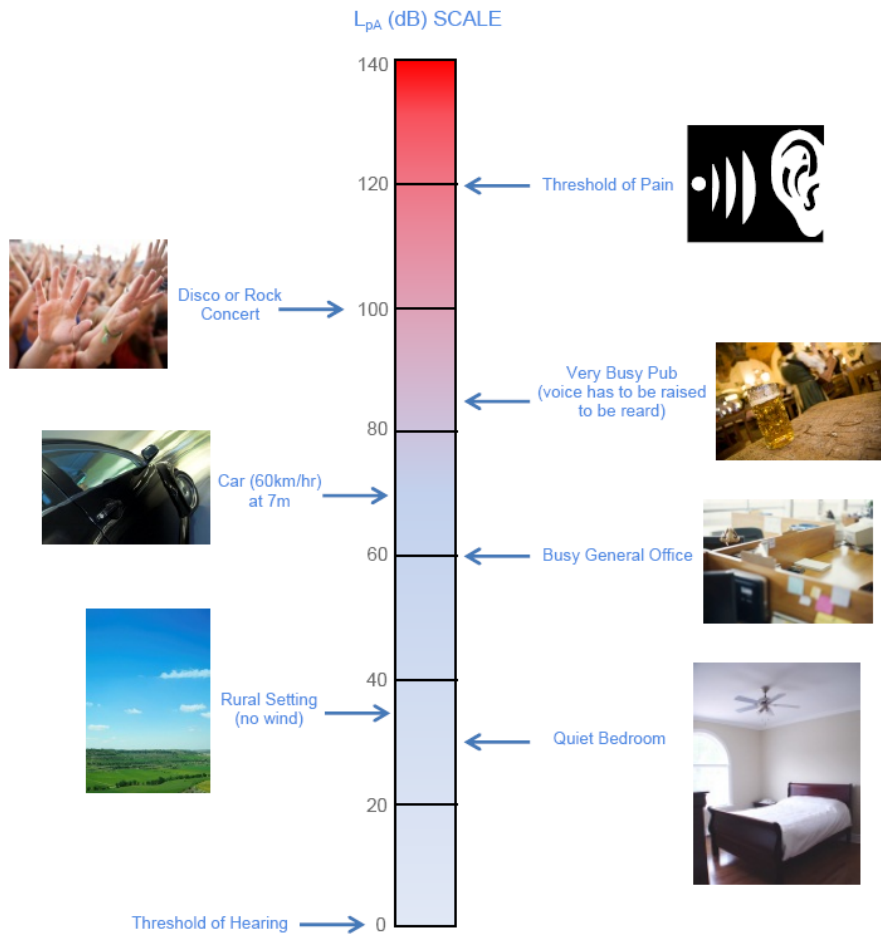 LpA (dB) SCALE
140
120
Threshold of Pain
Disco or Rock
Concert
100
Very Busy Pub
(voice has to be raised
to be reard)
80
Car (60km/hr)
at 7m
60
Busy General Office
40
Rural Setting
(no wind)
Quiet Bedroom
20
Threshold of Hearing
0